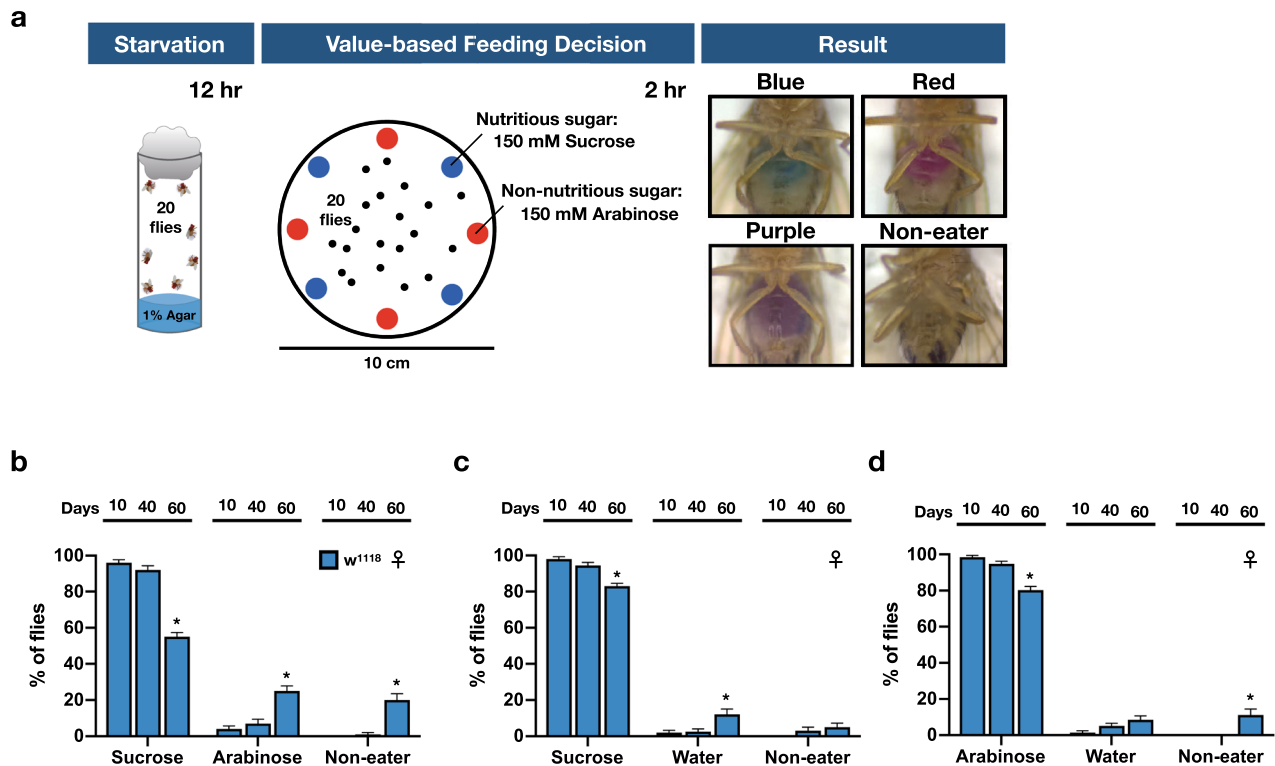 a
Starvation
Value-based Feeding Decision
Result
12 hr
2 hr
Blue
Red
Nutritious sugar:
150 mM Sucrose
Non-nutritious sugar:
150 mM Arabinose
20
flies
20
flies
1% Agar
10 cm
Purple
Non-eater
b
Days 10 40 60 10 40 60 10 40 60
w1118 ♀
% of flies
100
80
60
40
20
0
*
*
*
Sucrose
Arabinose
Non-eater
c
Days 10 40 60 10 40 60 10 40 60
♀
% of flies
100
80
60
40
20
0
*
*
Sucrose
Water
Non-eater
d
Days 10 40 60 10 40 60 10 40 60
♀
% of flies
100
80
60
40
20
0
*
*
Arabinose
Water
Non-eater